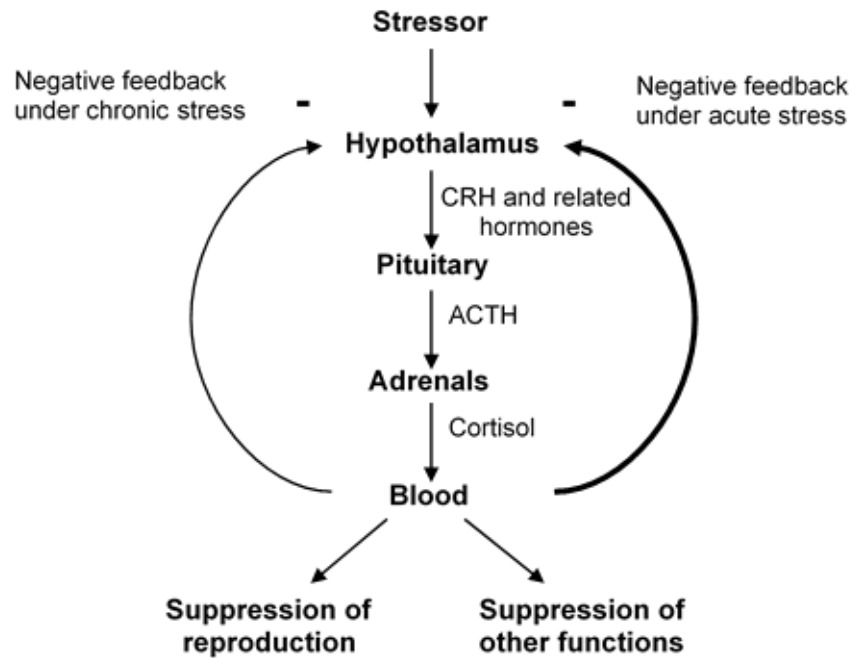 Stressor
Negative feedback
under chronic stress
-
-
Negative feedback
under acute stress
Hypothalamus
CRH and related
hormones
Pituitary
ACTH
Adrenals
Cortisol
Blood
Suppression of
reproduction
Suppression of
other functions